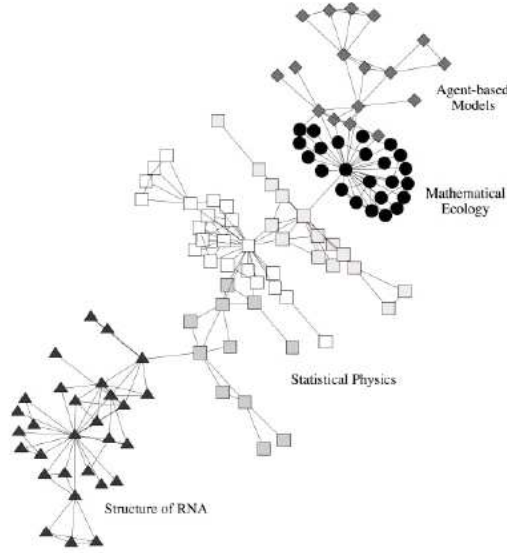 Agent-based
Models
Mathematical
Ecology
Statistical Physics
Structure of RNA